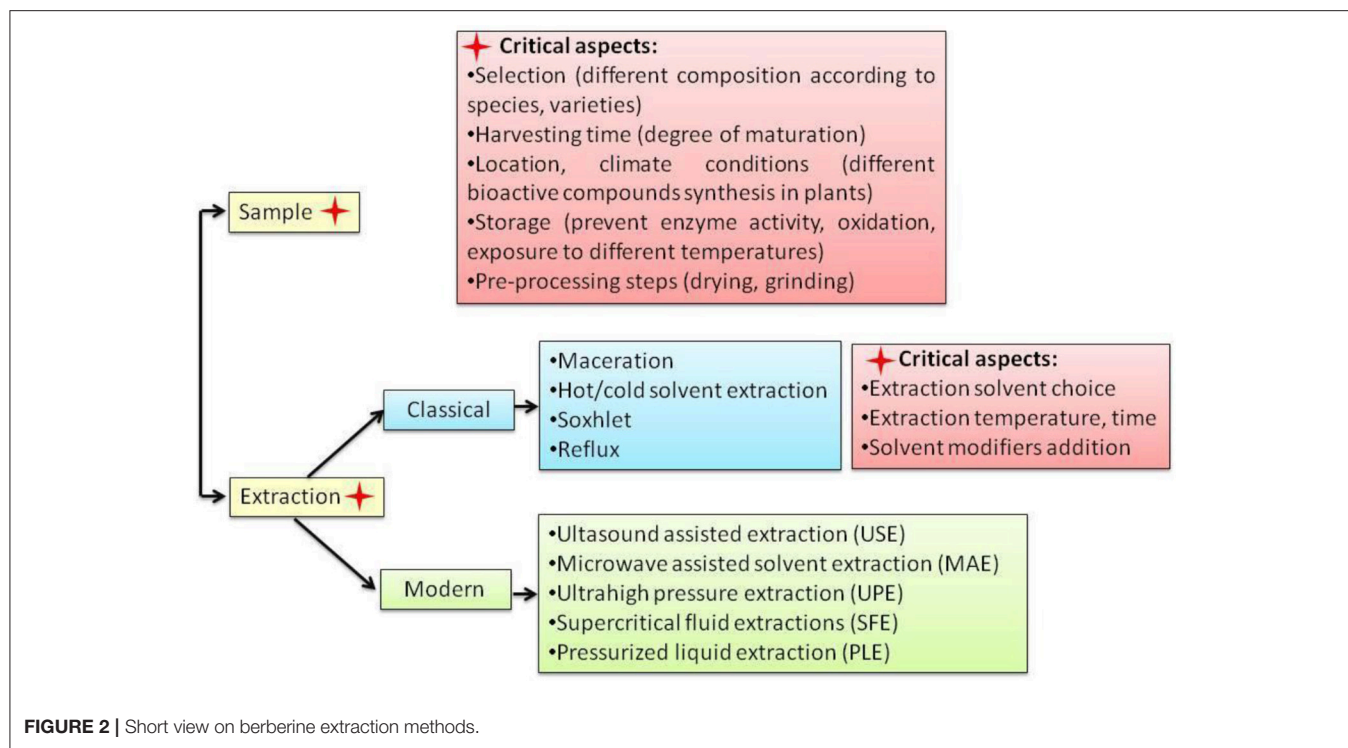 Critical aspects:
•Selection (different composition according to
species, varieties)
•Harvesting time (degree of maturation)
•Location, climate conditions (different
bioactive compounds synthesis in plants)
•Storage (prevent enzyme activity, oxidation,
exposure to different temperatures)
•Pre-processing steps (drying, grinding)
Sample
Extraction
Classical
•Maceration
•Hot/cold solvent extraction
•Soxhlet
•Reflux
Critical aspects:
•Extraction solvent choice
•Extraction temperature, time
•Solvent modifiers addition
Modern
•Ultasound assisted extraction (USE)
•Microwave assisted solvent extraction (MAE)
•Ultrahigh pressure extraction (UPE)
•Supercritical fluid extractions (SFE)
•Pressurized liquid extraction (PLE)
FIGURE 2 | Short view on berberine extraction methods.